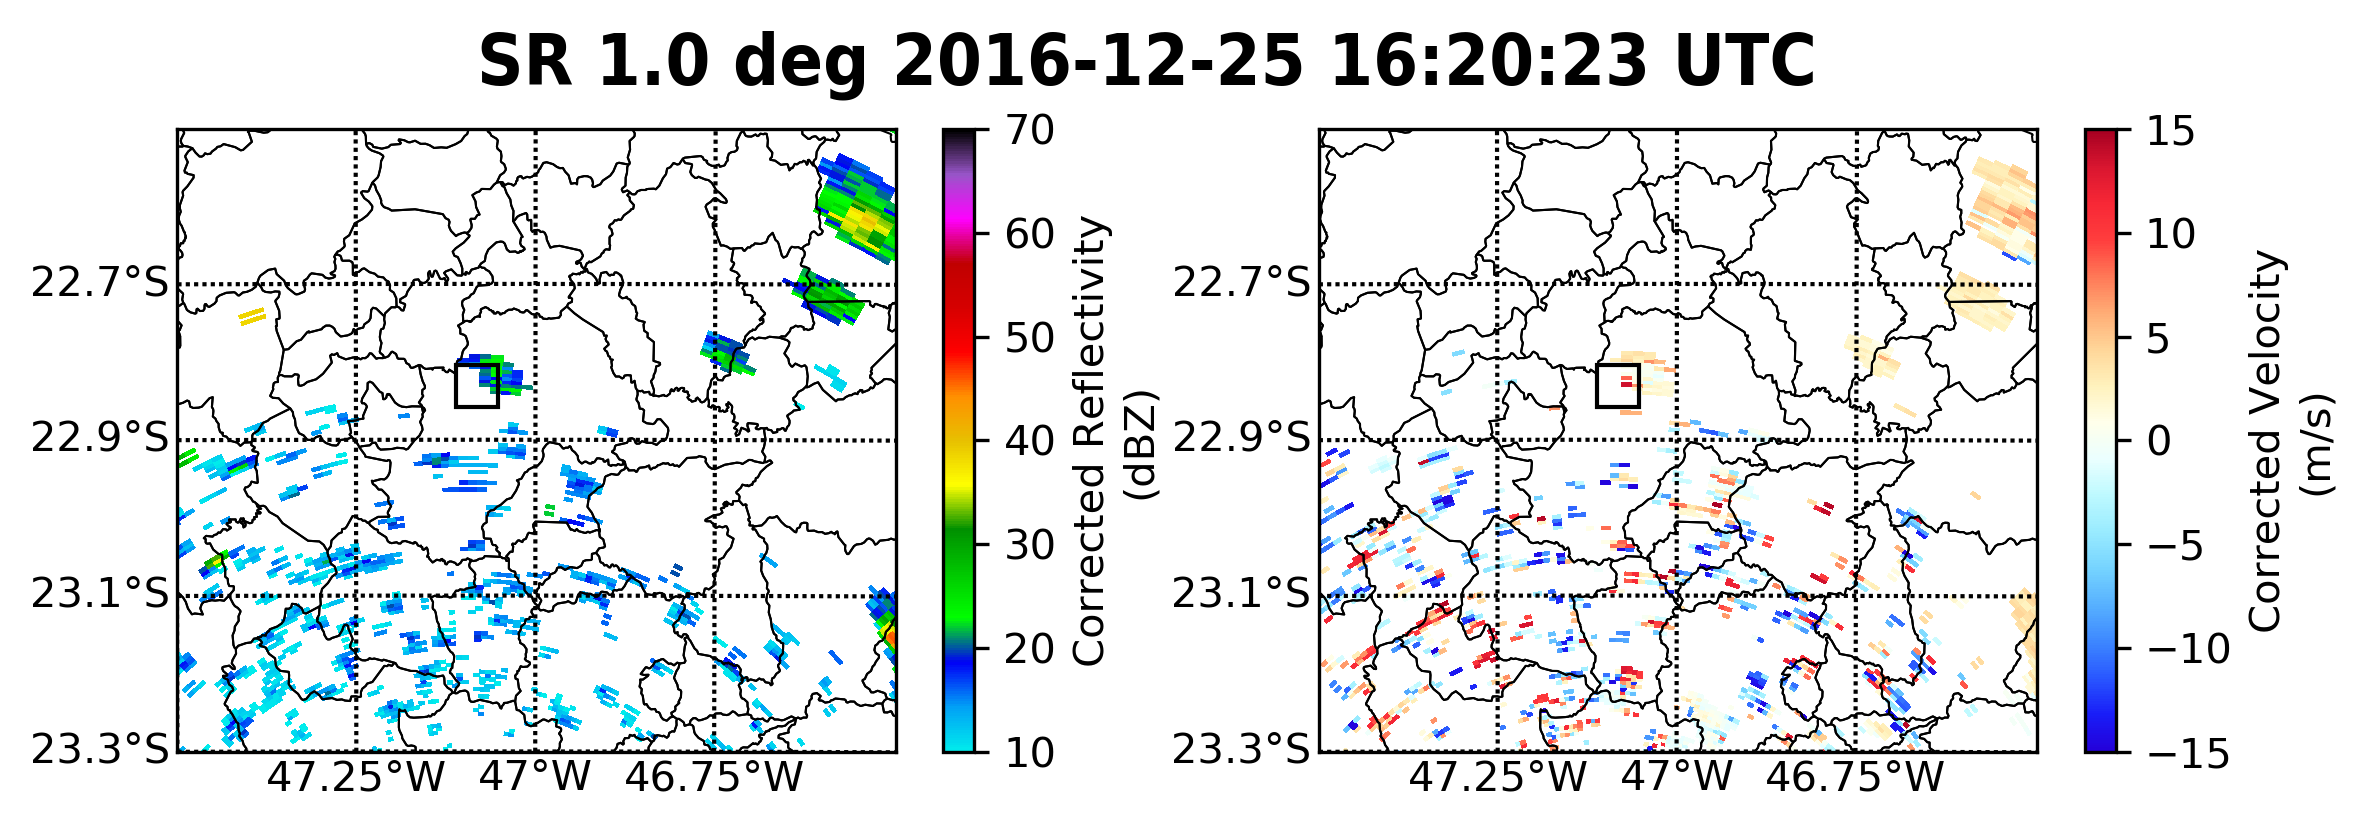 SR 1.0 deg 2016-12-25 16:20:23 UTC
22.7°S
22.9°S
23.1°S
23.3°S
47.25°W
47°W
46.75°W
70
60
50
40
30
20
10
Corrected Reflectivity
(dBZ)
22.7°S
22.9°S
23.1°S
23.3°S
47.25°W
47°W
46.75°W
15
10
5
0
−5
−10
−15
Corrected Velocity
(m/s)